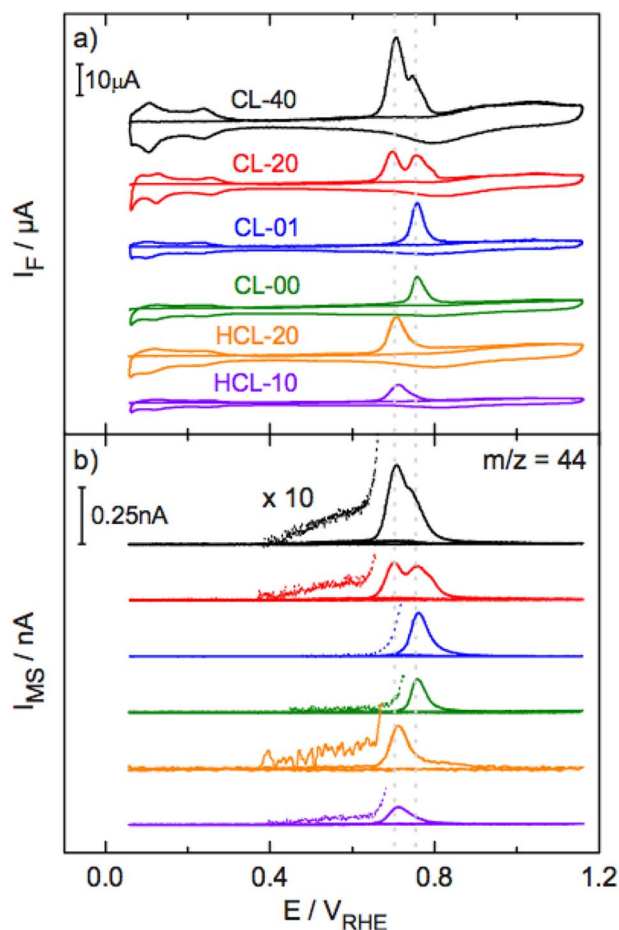 a)
10μA
CL-40
CL-20
CL-01
CL-00
HCL-20
HCL-10
I_F / μA
b)
m/z = 44
x 10
0.25nA
I_MS / nA
0.0 0.4 0.8 1.2
E / V_RHE